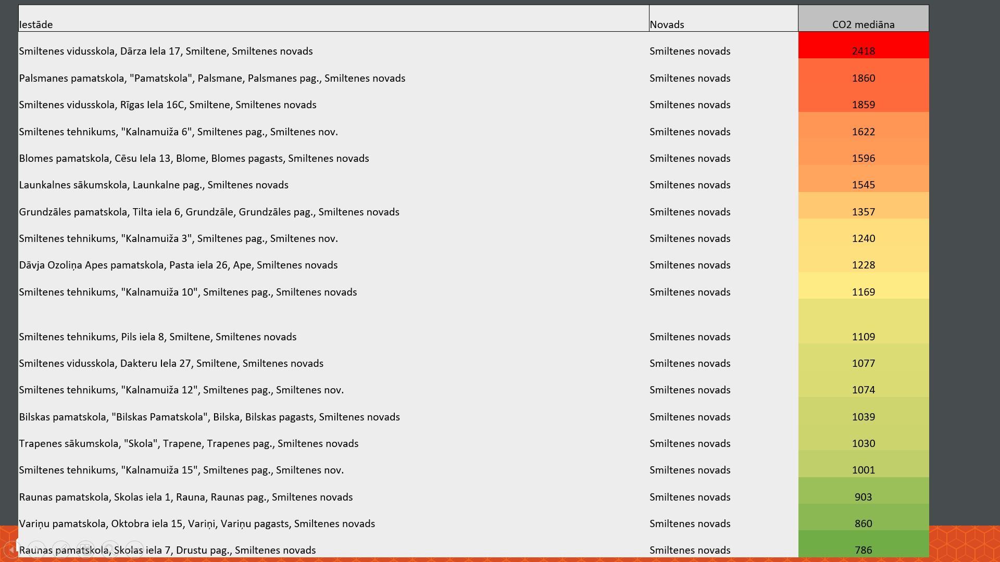 Iestāde Novads CO2 mediāna
Smiltenes vidusskola, Dārza Iela 17, Smiltene, Smiltenes novads Smiltenes novads 2418
Palsmanes pamatskola, "Pamatskola", Palsmane, Palsmanes pag., Smiltenes novads Smiltenes novads 1860
Smiltenes vidusskola, Rīgas Iela 16C, Smiltene, Smiltenes novads Smiltenes novads 1859
Smiltenes tehnikums, "Kalnamuiža 6", Smiltenes pag., Smiltenes nov. Smiltenes novads 1622
Blomes pamatskola, Cēsu Iela 13, Blome, Blomes pagasts, Smiltenes novads Smiltenes novads 1596
Launkalnes sākumskola, Launkalne pag., Smiltenes novads Smiltenes novads 1545
Grundzāles pamatskola, Tilta iela 6, Grundzāle, Grundzāles pag., Smiltenes novads Smiltenes novads 1357
Smiltenes tehnikums, "Kalnamuiža 3", Smiltenes pag., Smiltenes nov. Smiltenes novads 1240
Dāvja Ozoliņa Apes pamatskola, Pasta iela 26, Ape, Smiltenes novads Smiltenes novads 1228
Smiltenes tehnikums, "Kalnamuiža 10", Smiltenes pag., Smiltenes novads Smiltenes novads 1169
Smiltenes tehnikums, Pils iela 8, Smiltene, Smiltenes novads Smiltenes novads 1109
Smiltenes vidusskola, Dakteru Iela 27, Smiltene, Smiltenes novads Smiltenes novads 1077
Smiltenes tehnikums, "Kalnamuiža 12", Smiltenes pag., Smiltenes nov. Smiltenes novads 1074
Bilskas pamatskola, "Bilskas Pamatskola", Bilska, Bilskas pagasts, Smiltenes novads Smiltenes novads 1039
Trapenes sākumskola, "Skola", Trapene, Trapenes pag., Smiltenes novads Smiltenes novads 1030
Smiltenes tehnikums, "Kalnamuiža 15", Smiltenes pag., Smiltenes nov. Smiltenes novads 1001
Raunas pamatskola, Skolas iela 1, Rauna, Raunas pag., Smiltenes novads Smiltenes novads 903
Variņu pamatskola, Oktobra iela 15, Variņi, Variņu pagasts, Smiltenes novads Smiltenes novads 860
Raunas pamatskola, Skolas iela 7, Drustu pag., Smiltenes novads Smiltenes novads 786